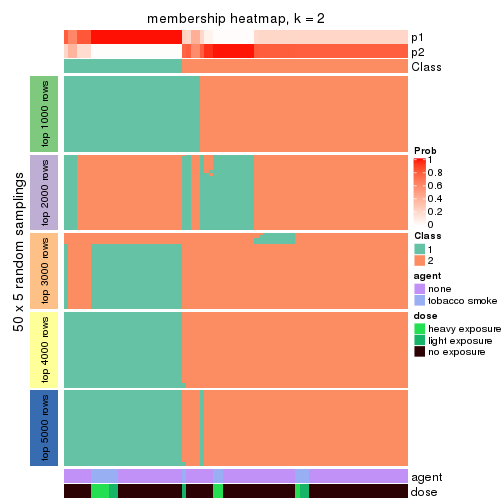 membership heatmap, k = 2
p1
p2
Class
50 x 5 random samplings
top 1000 rows
top 2000 rows
top 3000 rows
top 4000 rows
top 5000 rows
agent
dose
Prob
1
0.8
0.6
0.4
0.2
0
Class
1
2
agent
none
tobacco smoke
dose
heavy exposure
light exposure
no exposure